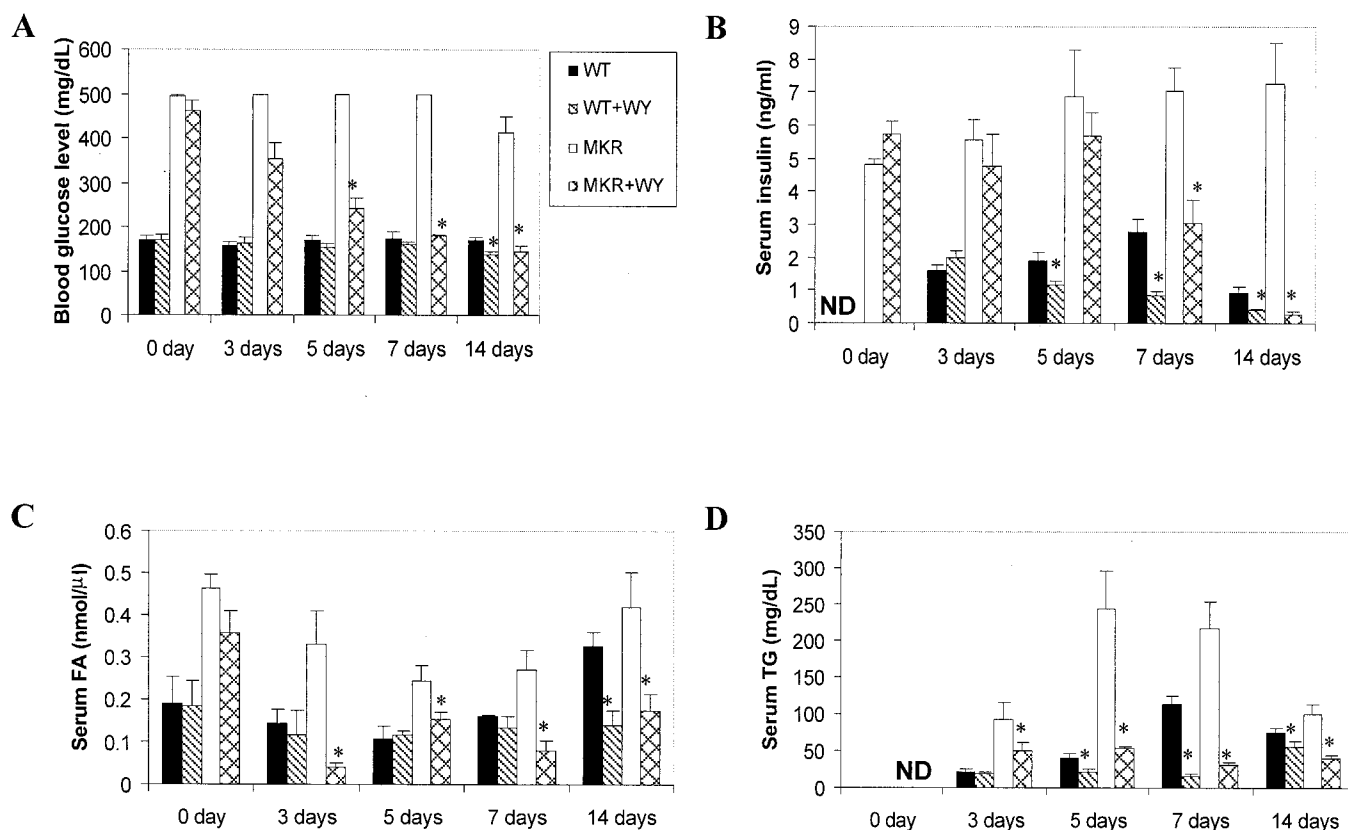 A
Blood glucose level (mg/dL)
600
500
400
300
200
100
0
0 day 3 days 5 days 7 days 14 days
* * * *
WT
WT+WY
MKR
MKR+WY
B
Serum insulin (ng/ml)
9
8
7
6
5
4
3
2
1
0
ND
* * * * *
0 day 3 days 5 days 7 days 14 days
C
Serum FA (nmol/µl)
0.6
0.5
0.4
0.3
0.2
0.1
0
* * * * *
0 day 3 days 5 days 7 days 14 days
D
Serum TG (mg/dL)
350
300
250
200
150
100
50
0
ND
* * * * * * *
0 day 3 days 5 days 7 days 14 days